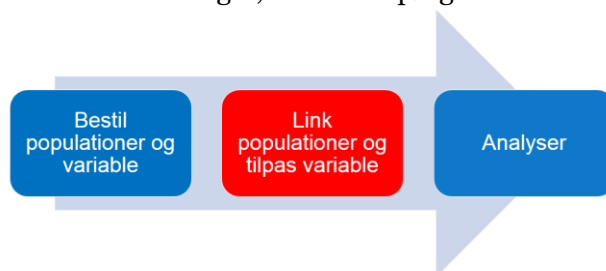 Bestil
populationer og
variable
Link
populationer og
tilpas variable
Analyser